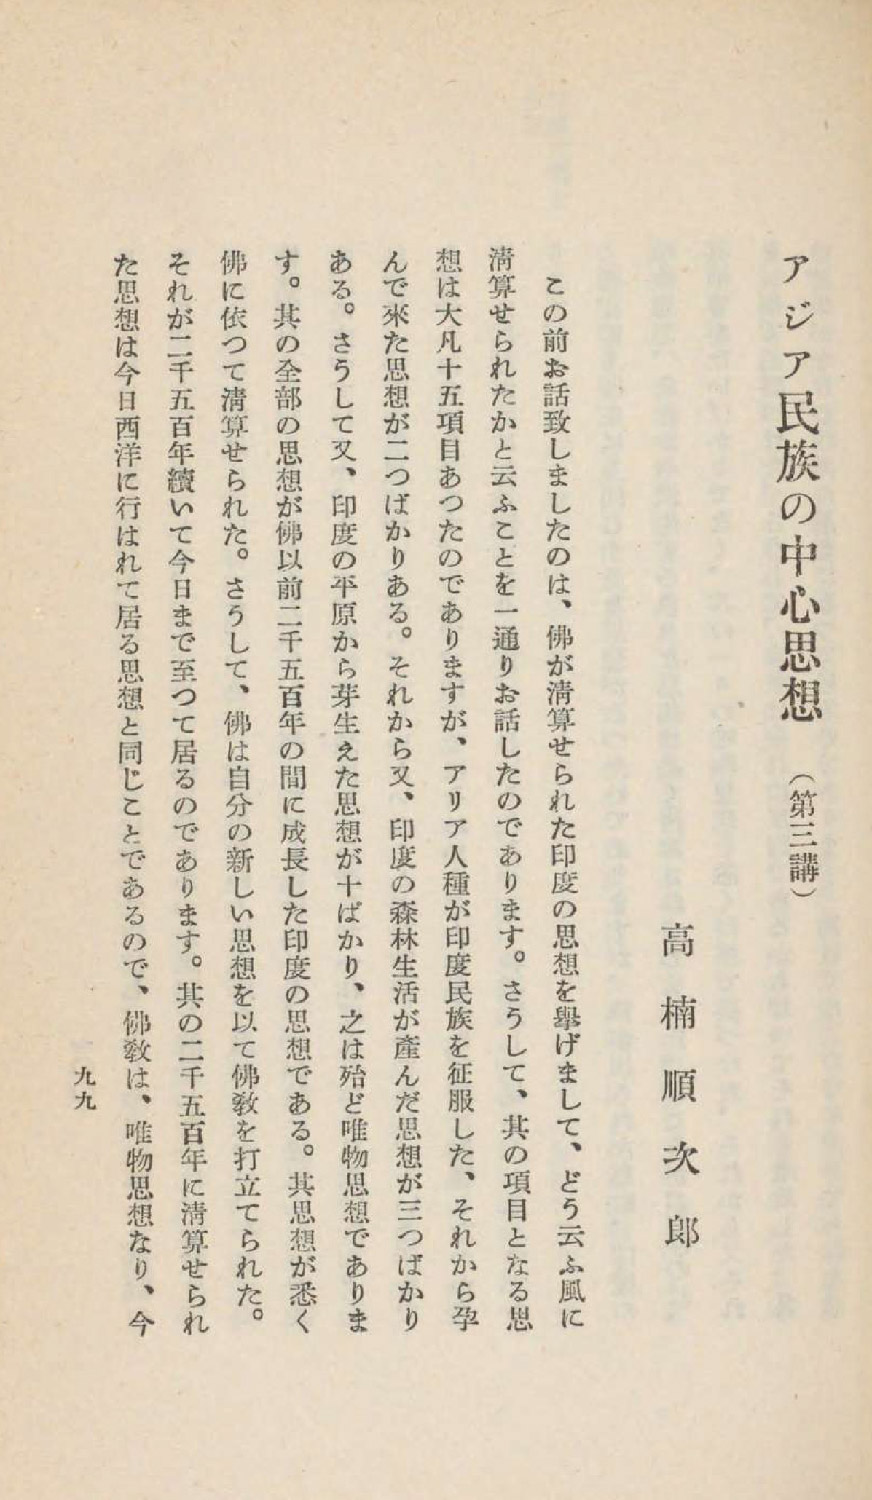 アジア民族の中心思想 （第三講）
高楠順次郎
この前お話致しましたのは、佛が淸算せられた印度の思想を擧げまして、どう云ふ風に
淸算せられたかと云ふことを一通りお話したのであります。さうして、其の項目となる思
想は大凡十五項目あつたのでありますが、アリア人種が印度民族を征服した、それから孕
んで來た思想が二つばかりある。それから又、印度の森林生活が產んだ思想が三つばかり
ある。さうして又、印度の平原から芽生えた思想が十ばかり、之は殆ど唯物思想でありま
す。其の全部の思想が佛以前二千五百年の間に成長した印度の思想である。其思想が悉く
佛に依つて淸算せられた。さうして、佛は自分の新しい思想を以て佛敎を打立てられた。
それが二千五百年續いて今日まで至つて居るのであります。其の二千五百年に淸算せられ
た思想は今日西洋に行はれて居る思想と同じことであるので、佛敎は、唯物思想なり、今
九九